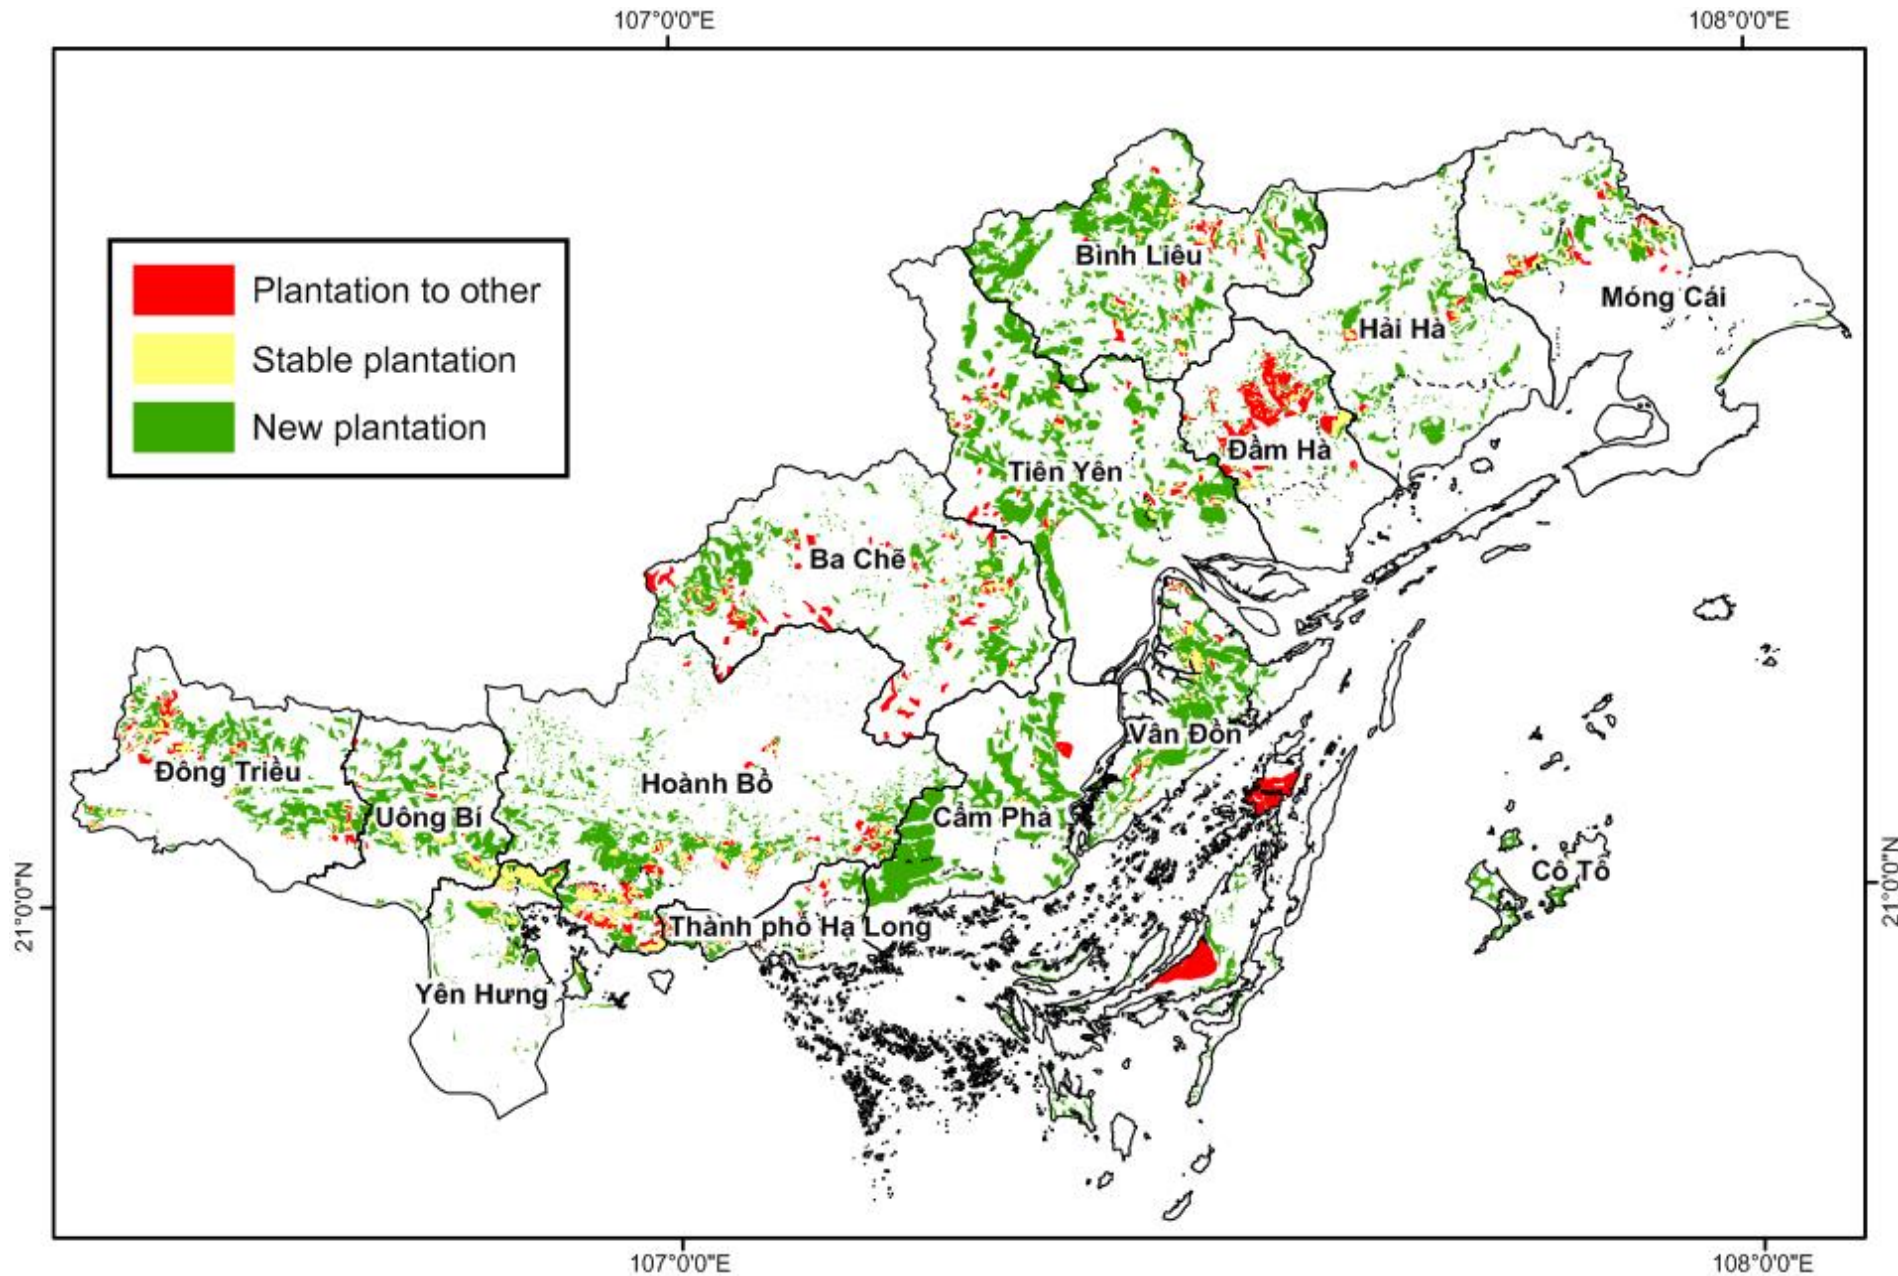 107°0'0"E
108°0'0"E
Plantation to other
Stable plantation
New plantation
Bình Liêu
Móng Cái
Hải Hà
Đầm Hà
Tiên Yên
Ba Chẽ
Vân Đồn
Đông Triều
Hoành Bồ
Uông Bí
Cẩm Phả
Cô Tô
21°0'0"N
21°0'0"N
Thành phố Hạ Long
Yên Hưng
107°0'0"E
108°0'0"E